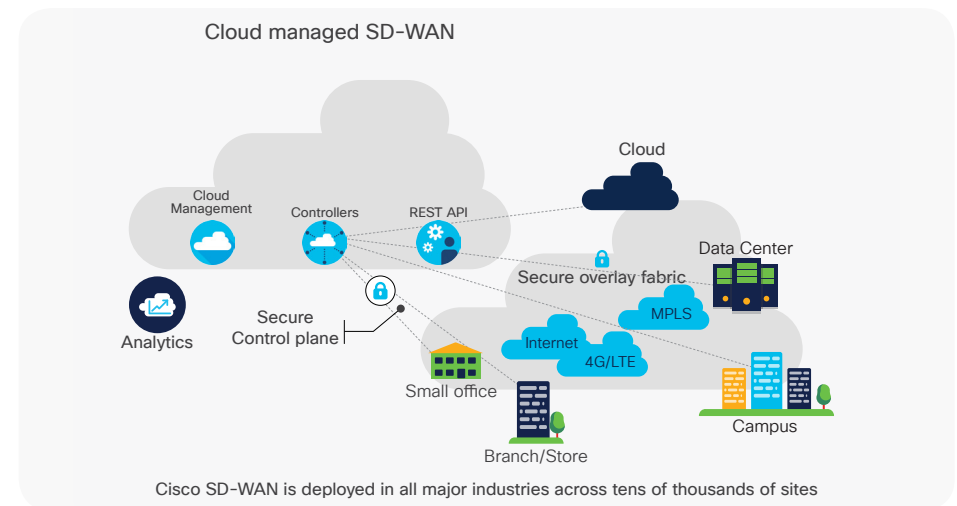 Cloud managed SD-WAN
Cloud
Cloud
Management
Controllers
REST API
Data Center
Secure overlay fabric
MPLS
Analytics
Secure
Control plane
Internet
4G/LTE
Small office
Campus
Branch/Store
Cisco SD-WAN is deployed in all major industries across tens of thousands of sites